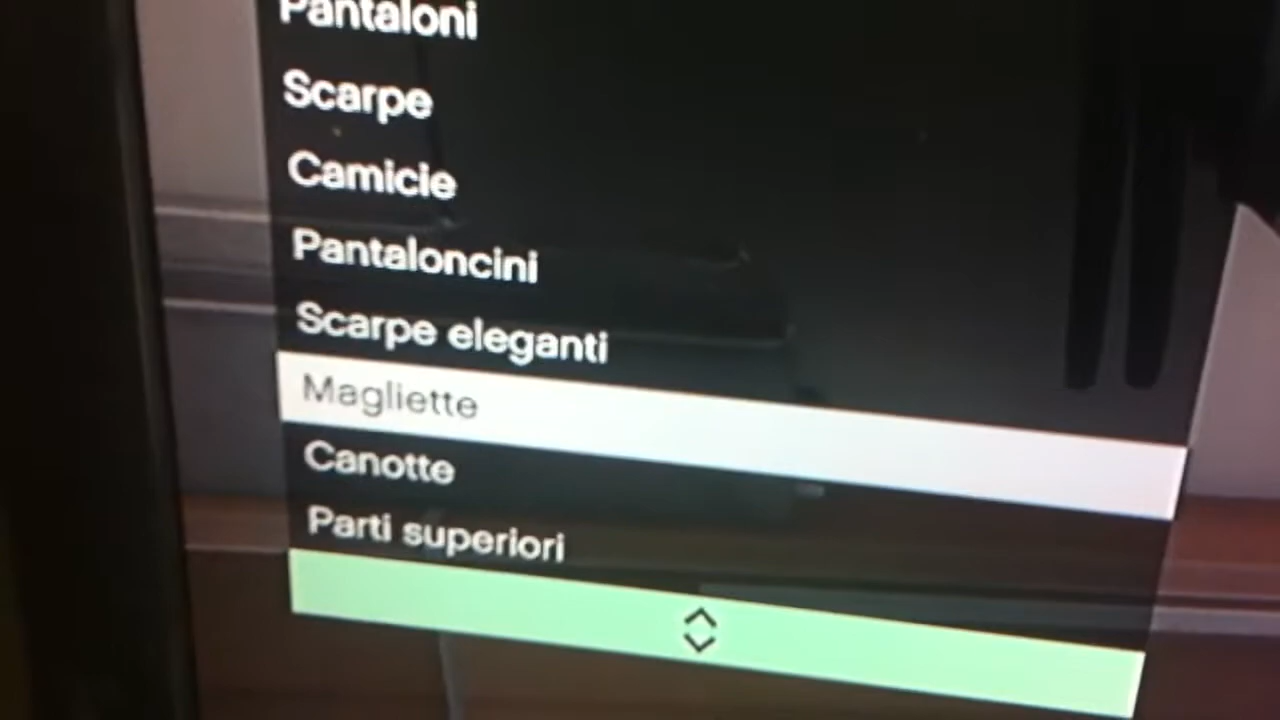 Pantaloni
Scarpe
Camicie
Pantaloncini
Scarpe eleganti
Magliette
Canotte
Parti superiori